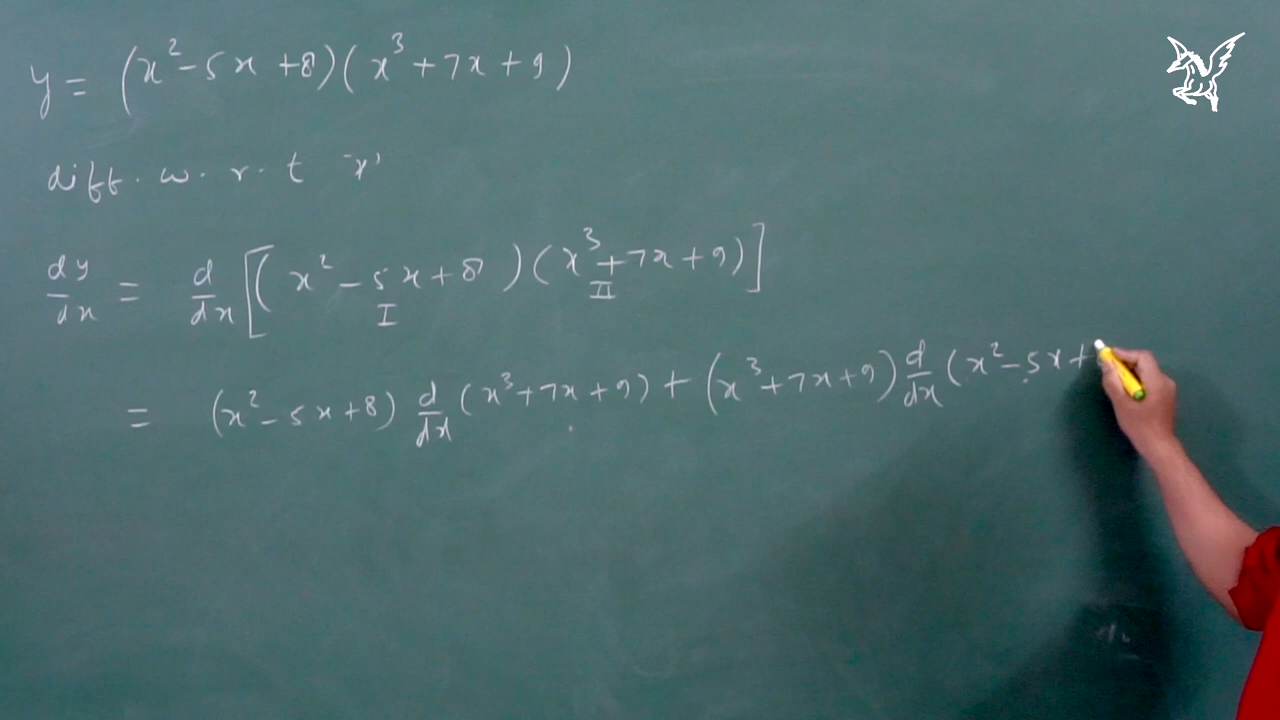 y = (x² - 5x + 8)(x³ + 7x + 9)
diff. w. r. t 'x'
dy/dx = d/dx [(x² - 5x + 8)(x³ + 7x + 9)]
I II
= (x² - 5x + 8) d/dx (x³ + 7x + 9) + (x³ + 7x + 9) d/dx (x² - 5x +